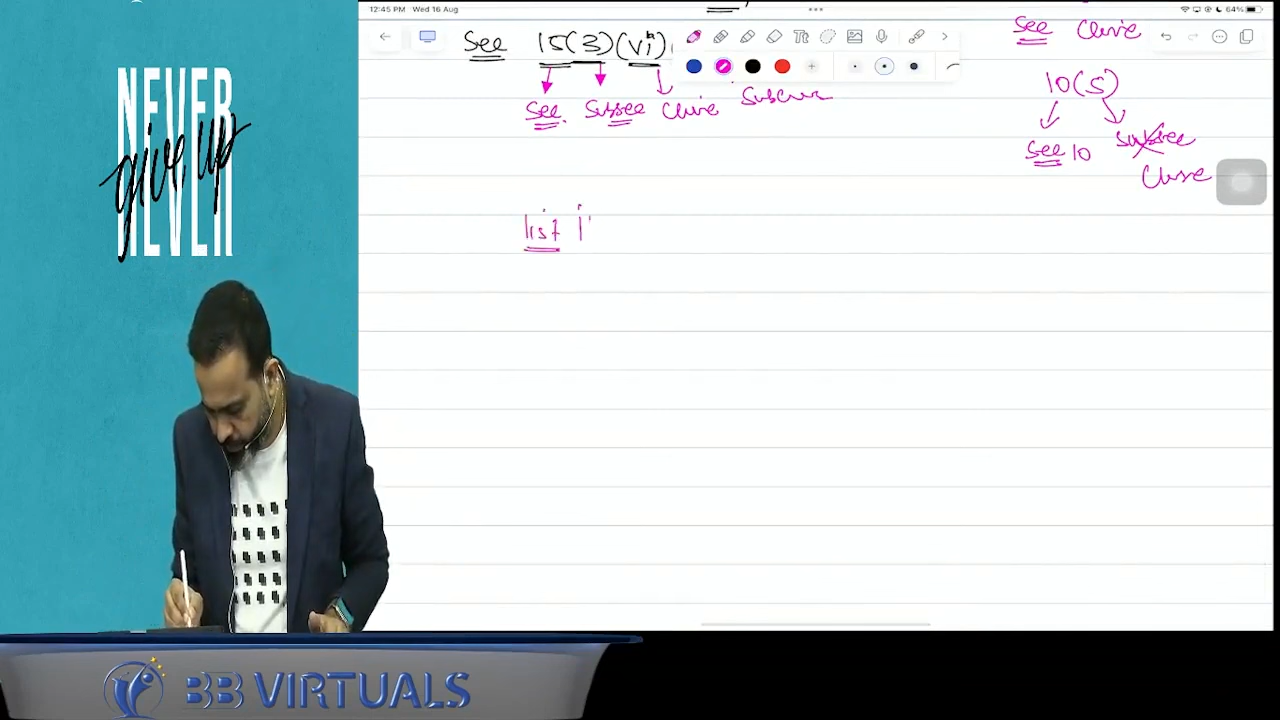 12:45 PM Wed 16 Aug
64%
NEVER
give up
NEVER
See 15(3)(vi)
See Subsec Clause
See Clause
10(5)
See 10 Subsec
Clause
list
BB VIRTUALS